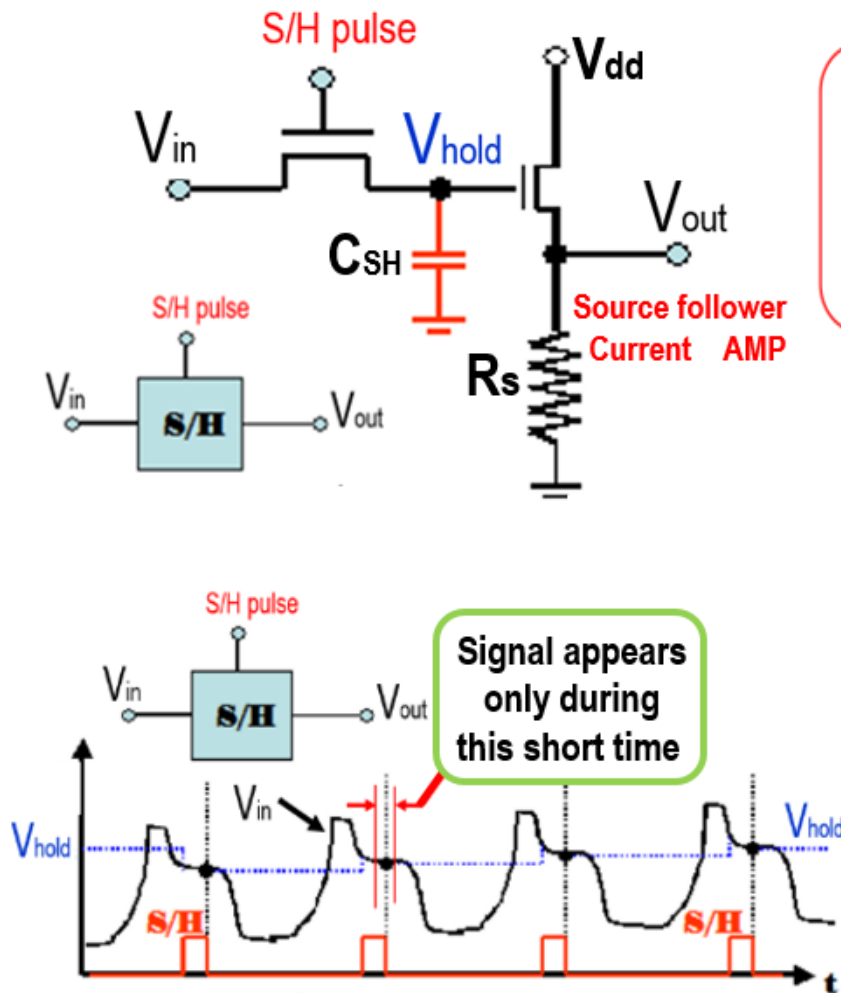 S/H pulse
Vdd
Vin
Vhold
Vout
CSH
Source follower
Current AMP
Rs
S/H pulse
Vin
S/H
Vout
S/H pulse
Vin
S/H
Vout
Signal appears
only during
this short time
Vin
Vhold
Vhold
S/H
S/H
t